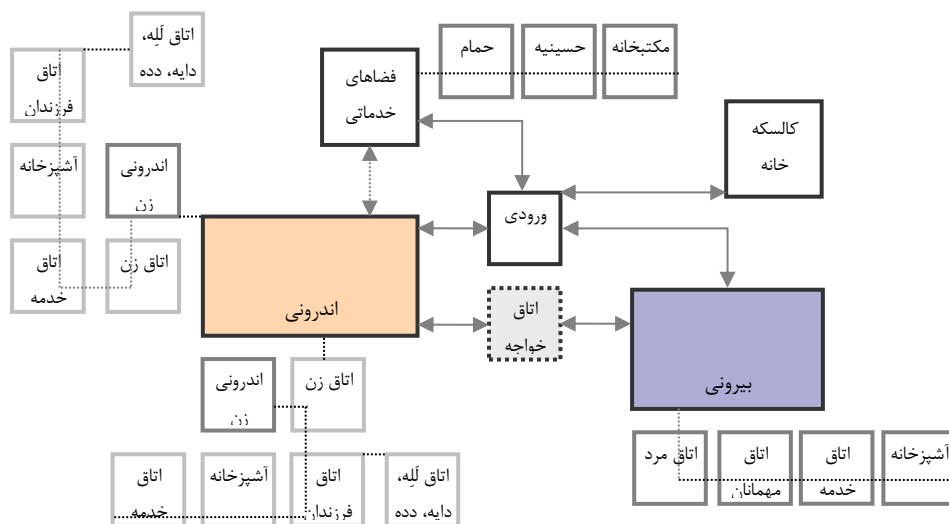 اتاق لَلِه،
دایه، دده
اتاق
فرزندان
فضاهای
خدماتی
حمام
حسینیه
مکتبخانه
کالسکه
خانه
آشپزخانه
اندرونی
زن
ورودی
اتاق
خدمه
اتاق زن
اندرونی
اتاق
خواجه
بیرونی
اندرونی
زن
اتاق زن
اتاق مرد
اتاق
مهمانان
اتاق
خدمه
آشپزخانه
اتاق
خدمه
آشپزخانه
اتاق
فرزندان
اتاق لَلِه،
دایه، دده